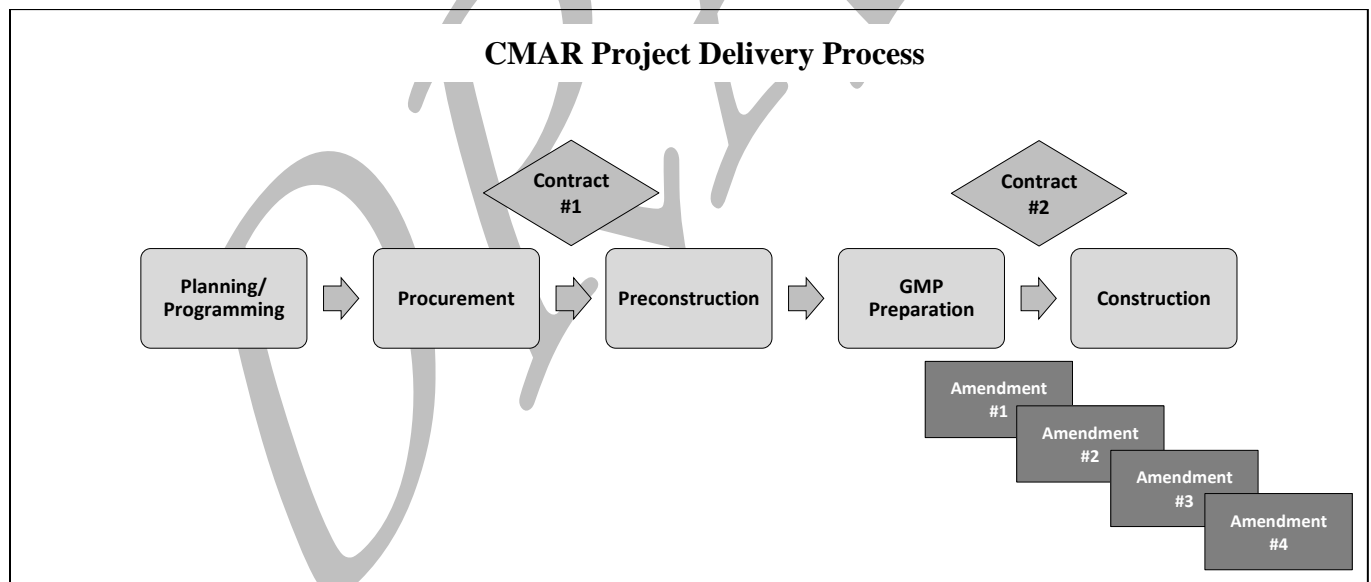 CMAR Project Delivery Process
Contract
#1
Contract
#2
Planning/
Programming
Procurement
Preconstruction
GMP
Preparation
Construction
Amendment
#1
Amendment
#2
Amendment
#3
Amendment
#4